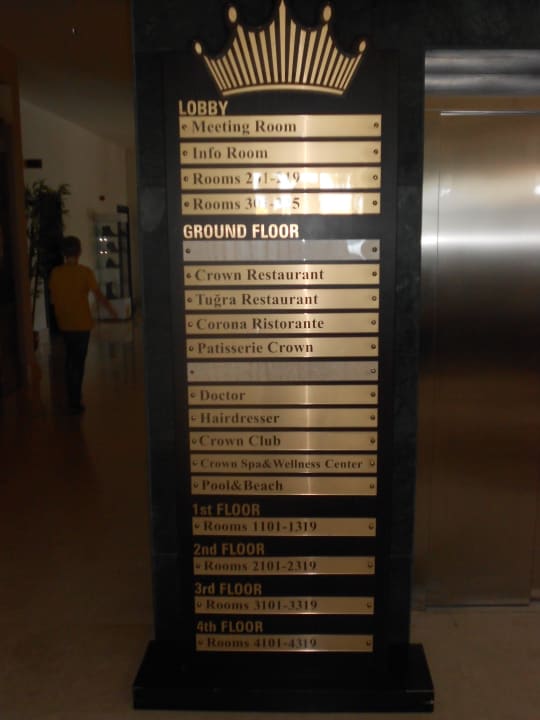 LOBBY
Meeting Room
Info Room
Rooms
Rooms
GROUND FLOOR
Crown Restaurant
Tuğra Restaurant
Corona Ristorante
Patisserie Crown
Doctor
Hairdresser
Crown Club
Crown Spa&Wellness Center
Pool&Beach
1st FLOOR
Rooms 1101-1319
2nd FLOOR
Rooms 2101-2319
3rd FLOOR
Rooms 3101-3319
4th FLOOR
Rooms 4101-4319